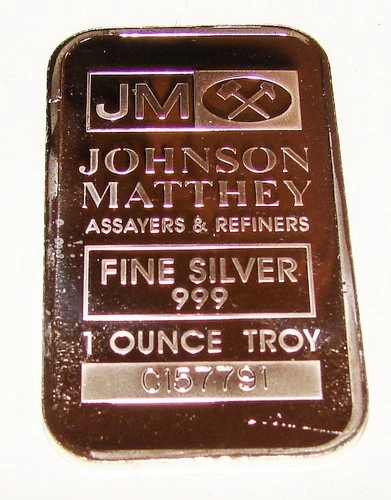 JM
JOHNSON
MATTHEY
ASSAYERS & REFINERS
FINE SILVER
999
1 OUNCE TROY
C157791